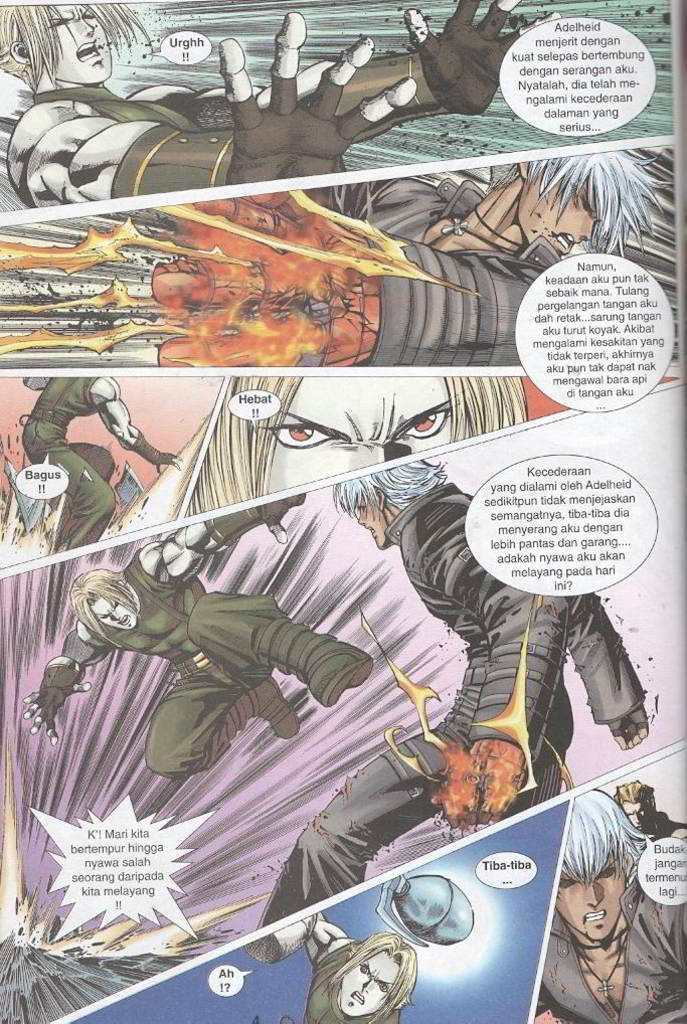 Urghh
!!
Adelheid
menjerit dengan
kuat selepas bertembung
dengan serangan aku.
Nyatalah, dia telah me-
ngalami kecederaan
dalaman yang
serius...
Namun,
keadaan aku pun tak
sebaik mana. Tulang
pergelangan tangan aku
dah retak...sarung tangan
aku turut koyak. Akibat
mengalami kesakitan yang
tidak terperi, akhirnya
aku pun tak dapat nak
mengawal bara api
di tangan aku
...
Bagus
!!
Hebat
!!
Kecederaan
yang dialami oleh Adelheid
sedikitpun tidak menjejaskan
semangatnya, tiba-tiba dia
menyerang aku dengan
lebih pantas dan garang....
adakah nyawa aku akan
melayang pada hari
ini?
K'! Mari kita
bertempur hingga
nyawa salah
seorang daripada
kita melayang
!!
Tiba-tiba
...
Ah
!?
Budak
jangan
termenu
lagi...